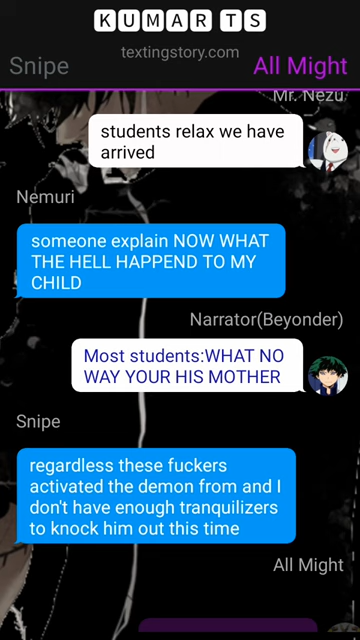 KUMAR TS
textingstory.com
Snipe
All Might
Mr. Nezu
students relax we have
arrived
Nemuri
someone explain NOW WHAT
THE HELL HAPPEND TO MY
CHILD
Narrator(Beyonder)
Most students:WHAT NO
WAY YOUR HIS MOTHER
Snipe
regardless these fuckers
activated the demon from and I
don't have enough tranquilizers
to knock him out this time
All Might